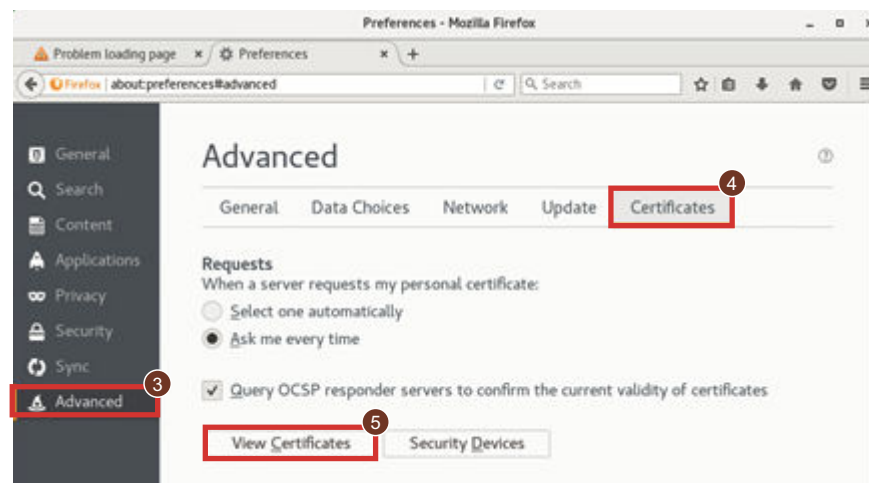 Preferences - Mozilla Firefox
Problem loading page
Preferences
Firefox about:preferences#advanced
Search
General
Search
Content
Applications
Privacy
Security
Sync
3
Advanced
Advanced
4
General Data Choices Network Update Certificates
Requests
When a server requests my personal certificate:
Select one automatically
Ask me every time
Query OCSP responder servers to confirm the current validity of certificates
5
View Certificates Security Devices